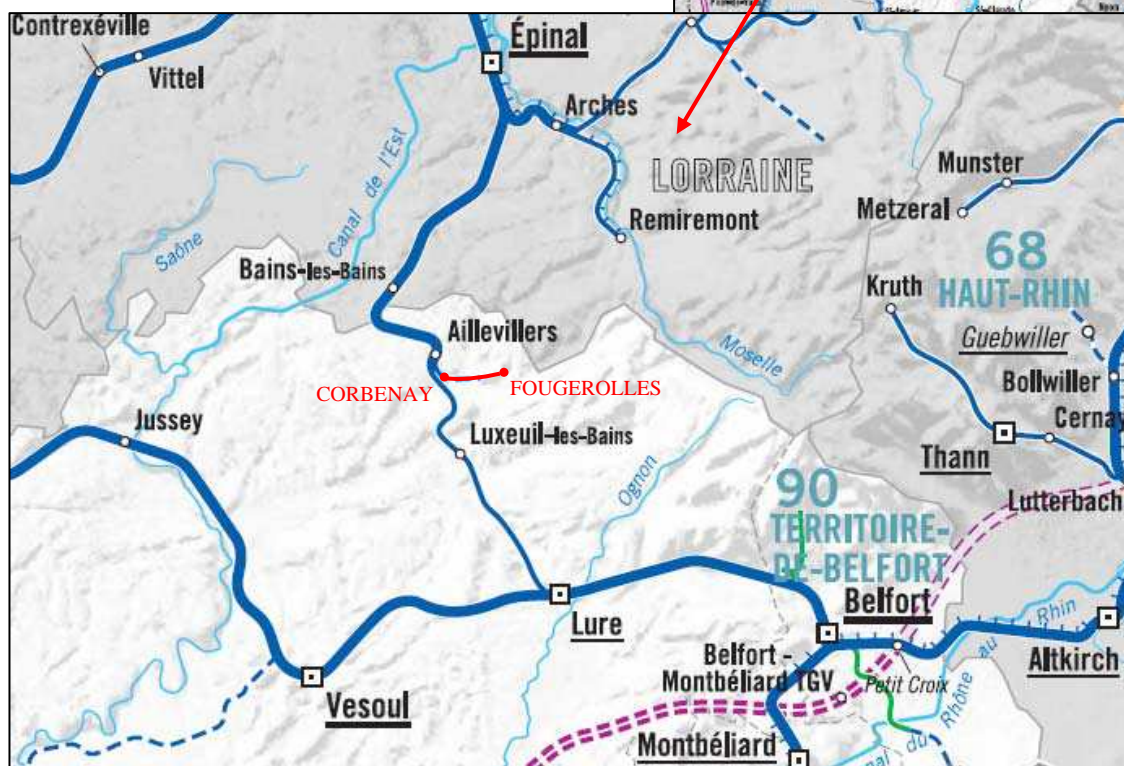 Contrexéville
Vittel
Épinal
Arches
Canal de l'Est
LORRAINE
Munster
Metzeral
Remiremont
Saône
Bains-les-Bains
68
HAUT-RHIN
Kruth
Guebwiller
Aillevillers
Moselle
Bollwiller
CORBENAY
FOUGEROLLES
Jussey
Luxeuil-les-Bains
Cernay
Thann
Ognon
90
TERRITOIRE-
DE-BELFORT
Lutterbach
Lure
Belfort
Rhin
au
Rhône
du
Altkirch
Belfort -
Montbéliard TGV
Petit Croix
Vesoul
Montbéliard